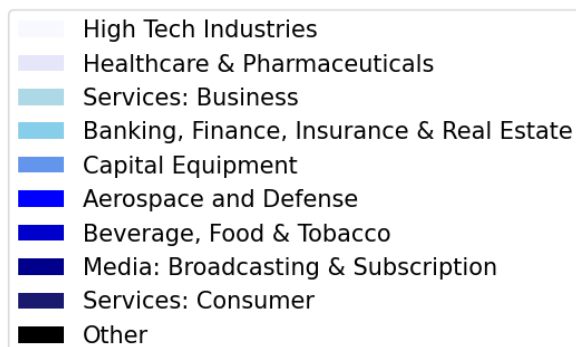 High Tech Industries
Healthcare & Pharmaceuticals
Services: Business
Banking, Finance, Insurance & Real Estate
Capital Equipment
Aerospace and Defense
Beverage, Food & Tobacco
Media: Broadcasting & Subscription
Services: Consumer
Other